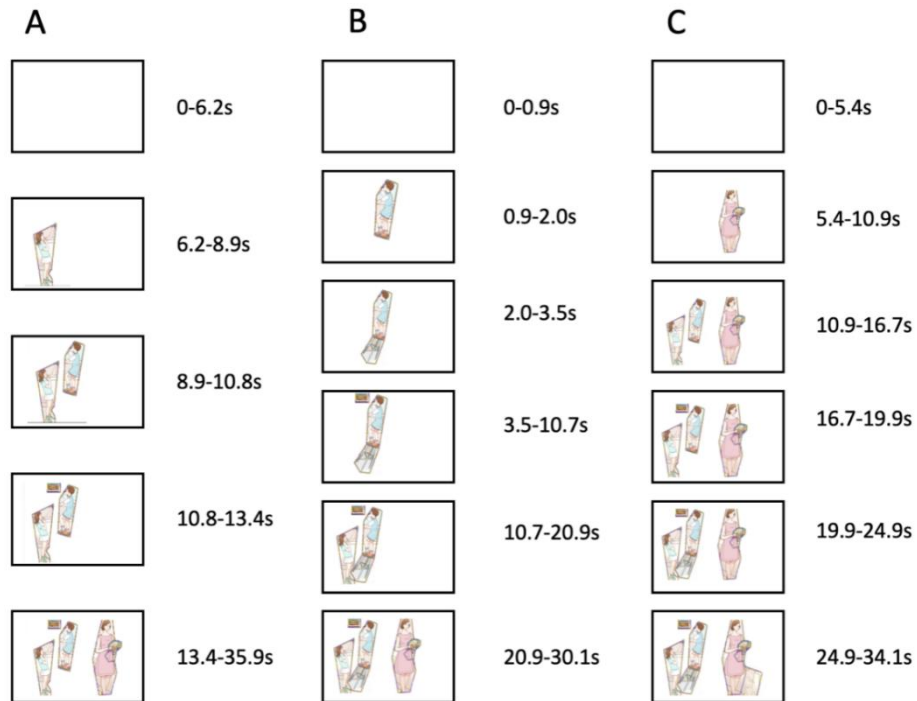 A
B
C
0-6.2s
6.2-8.9s
8.9-10.8s
10.8-13.4s
13.4-35.9s
0-0.9s
0.9-2.0s
2.0-3.5s
3.5-10.7s
10.7-20.9s
20.9-30.1s
0-5.4s
5.4-10.9s
10.9-16.7s
16.7-19.9s
19.9-24.9s
24.9-34.1s